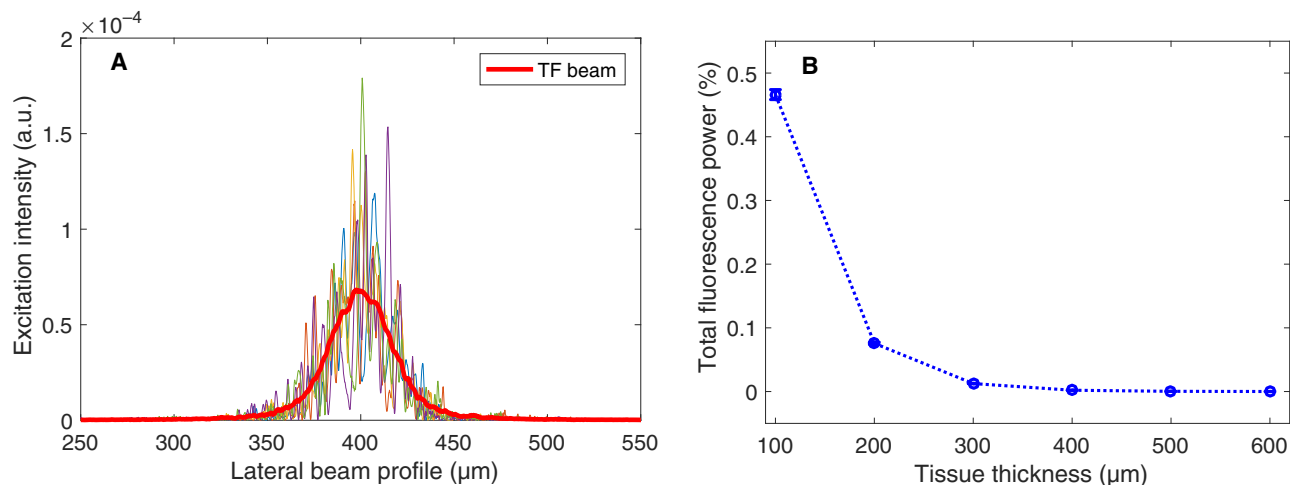 ×10⁻⁴
A
TF beam
2
1.5
1
0.5
0
Excitation intensity (a.u.)
250 300 350 400 450 500 550
Lateral beam profile (µm)
B
0.5
0.4
0.3
0.2
0.1
0
Total fluorescence power (%)
100 200 300 400 500 600
Tissue thickness (µm)